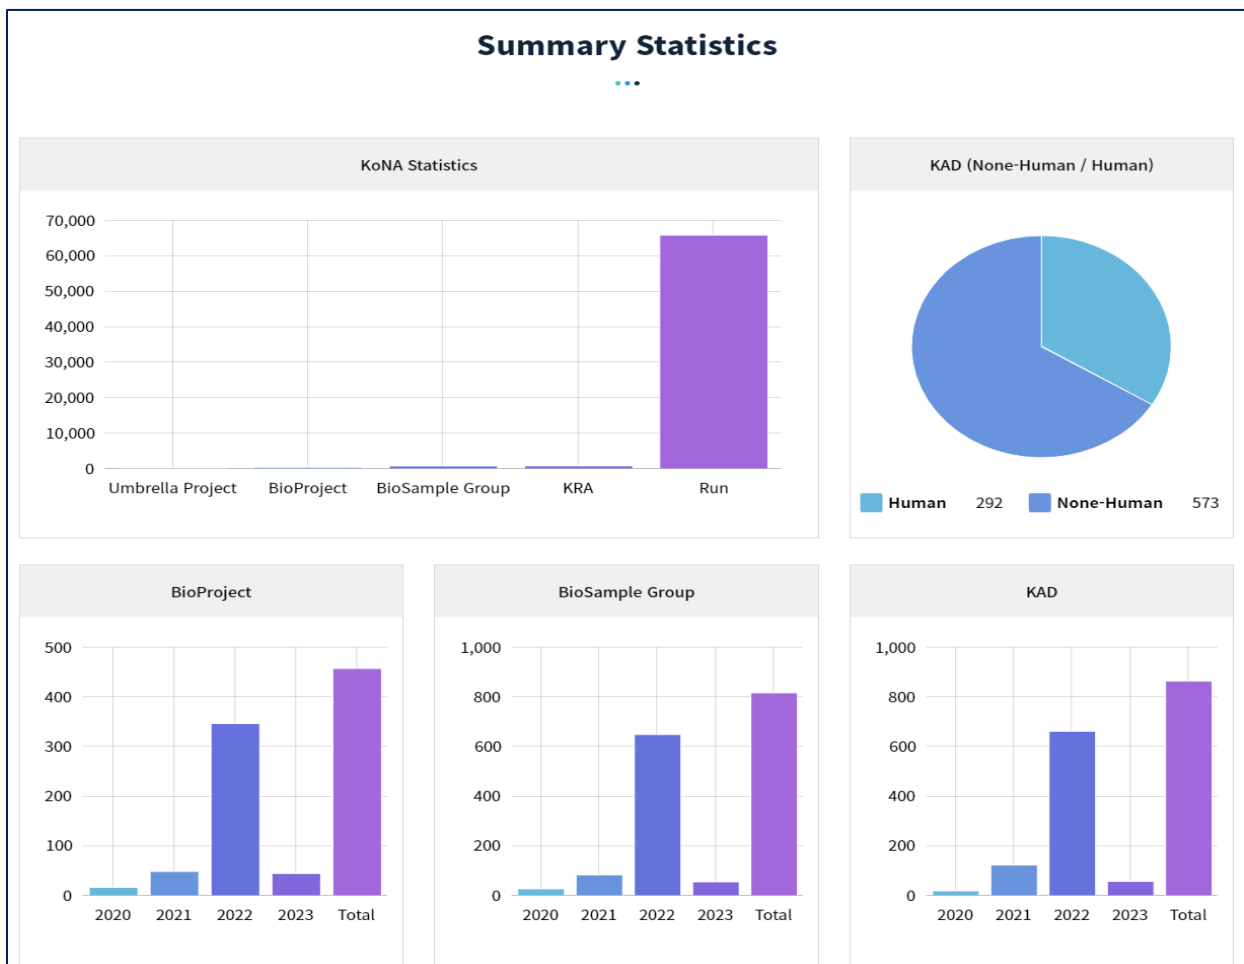 Summary Statistics
KoNA Statistics
70,000
60,000
50,000
40,000
30,000
20,000
10,000
0
Umbrella Project BioProject BioSample Group KRA Run
KAD (None-Human / Human)
Human 292 None-Human 573
BioProject
500
400
300
200
100
0
2020 2021 2022 2023 Total
BioSample Group
1,000
800
600
400
200
0
2020 2021 2022 2023 Total
KAD
1,000
800
600
400
200
0
2020 2021 2022 2023 Total